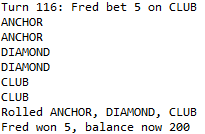 Turn 116: Fred bet 5 on CLUB
ANCHOR
ANCHOR
DIAMOND
DIAMOND
CLUB
CLUB
Rolled ANCHOR, DIAMOND, CLUB
Fred won 5, balance now 200